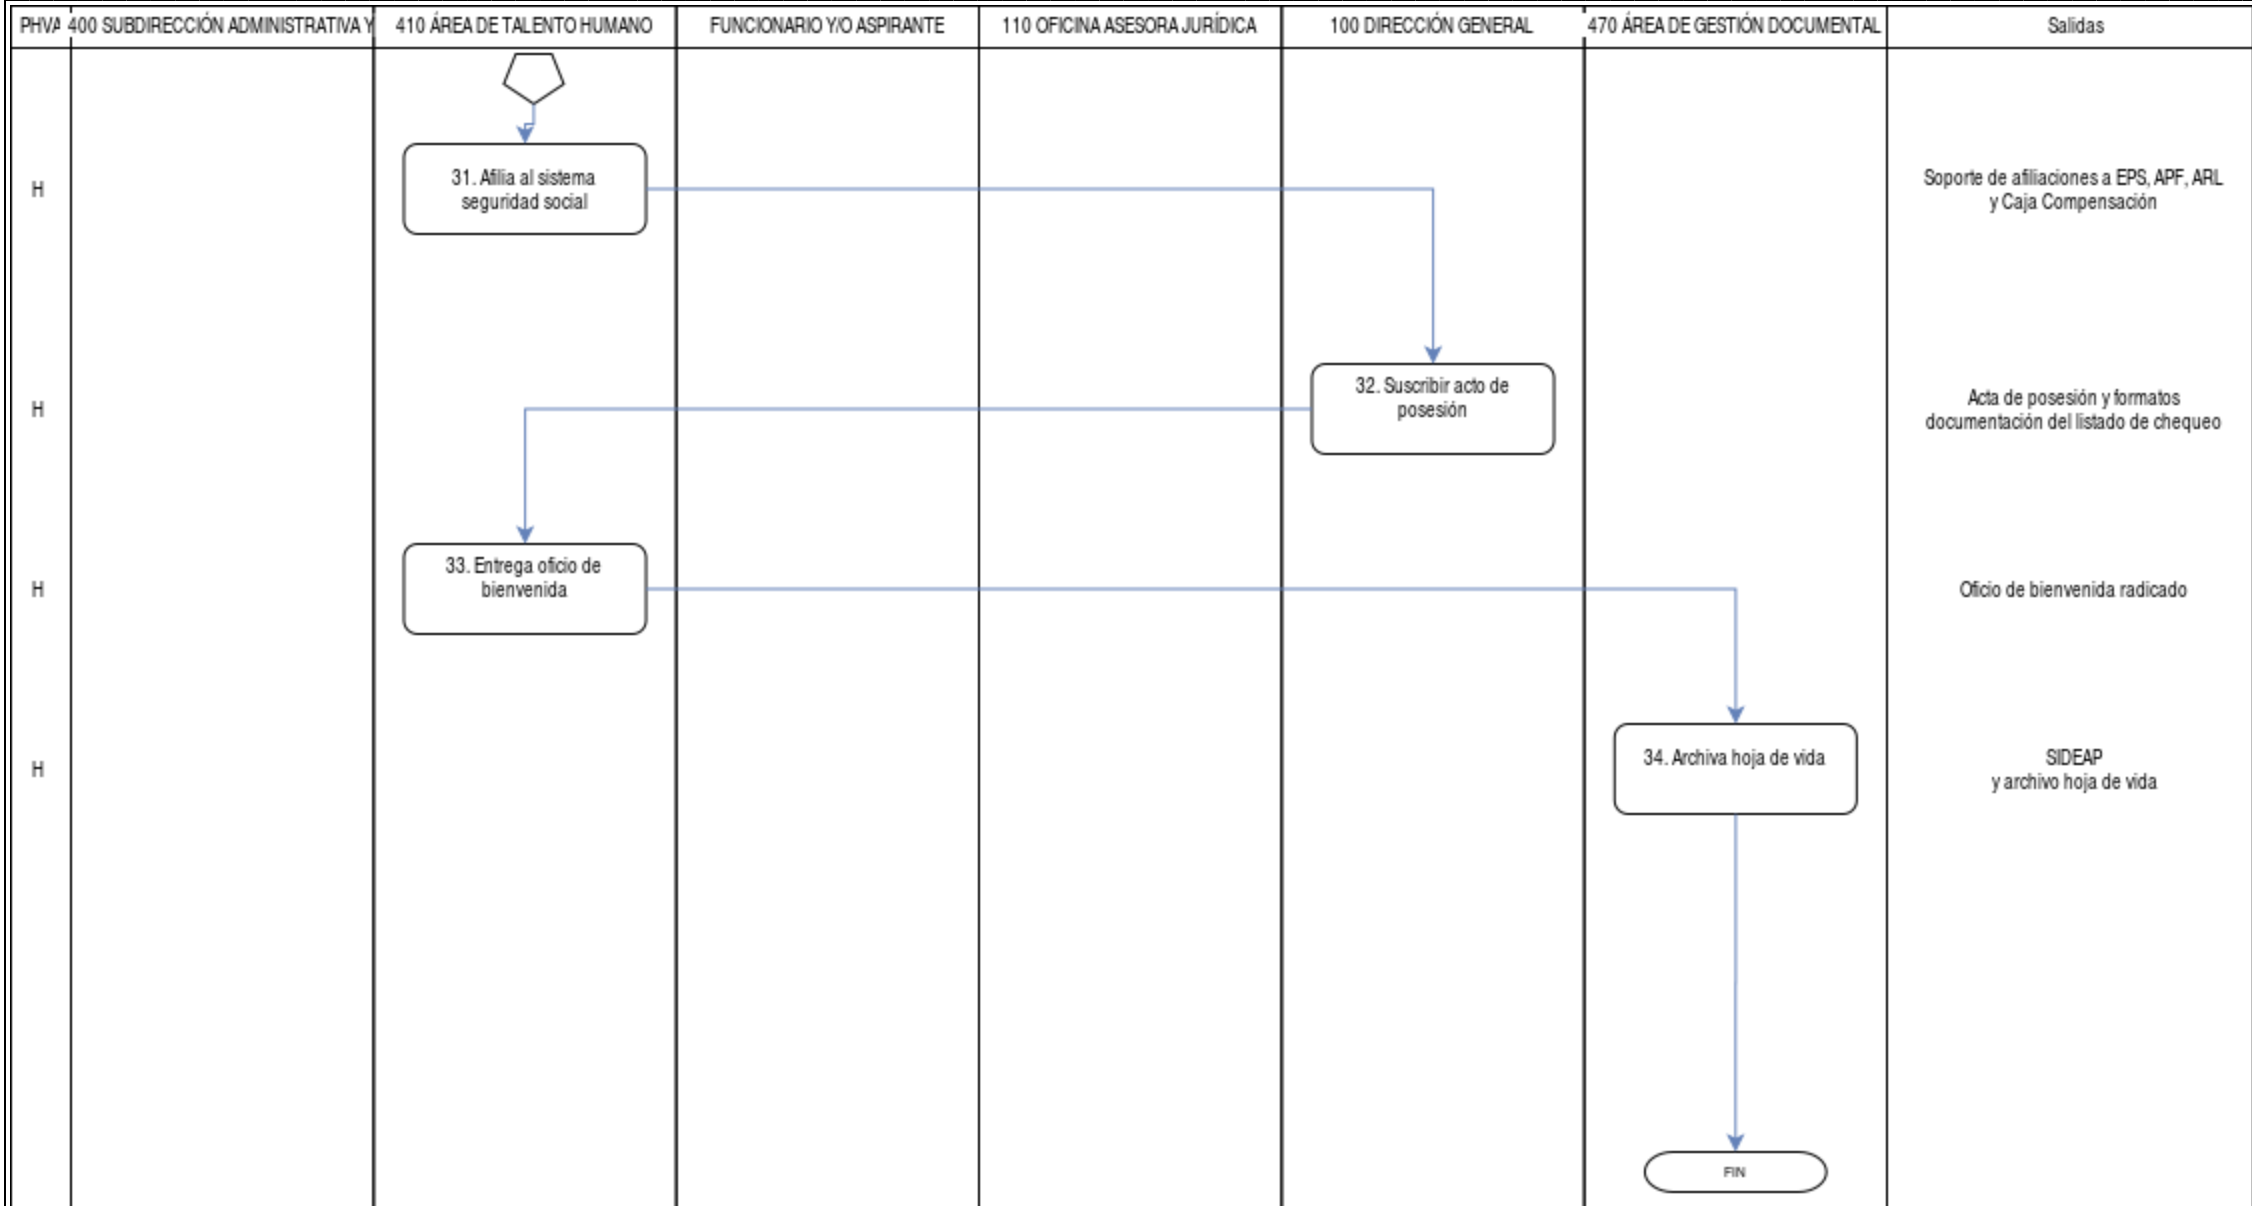 PHVA
400 SUBDIRECCIÓN ADMINISTRATIVA Y
410 ÁREA DE TALENTO HUMANO
FUNCIONARIO Y/O ASPIRANTE
110 OFICINA ASESORA JURÍDICA
100 DIRECCIÓN GENERAL
470 ÁREA DE GESTIÓN DOCUMENTAL
Salidas
H
31. Afilia al sistema
seguridad social
Soporte de afiliaciones a EPS, APF, ARL
y Caja Compensación
H
32. Suscribir acto de
posesión
Acta de posesión y formatos
documentación del listado de chequeo
H
33. Entrega oficio de
bienvenida
Oficio de bienvenida radicado
H
34. Archiva hoja de vida
SIDEAP
y archivo hoja de vida
FIN